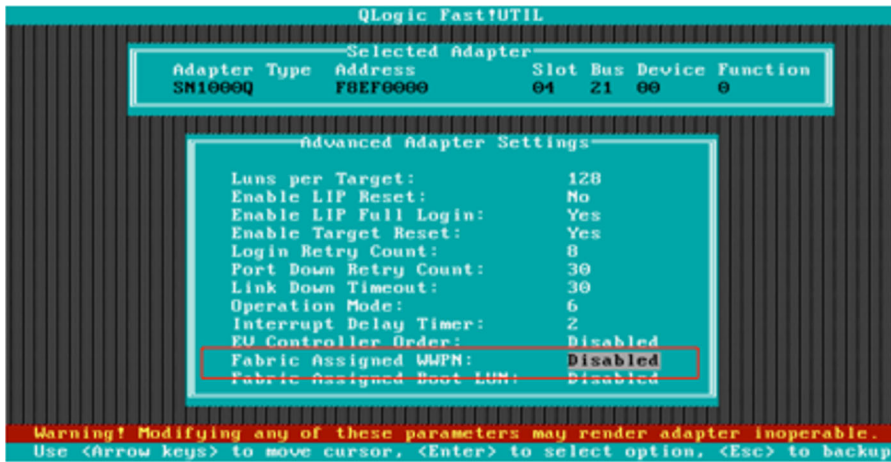 QLogic Fast!UTIL
Selected Adapter
Adapter Type Address Slot Bus Device Function
SN1000Q F8EF0000 04 21 00 0
Advanced Adapter Settings
Luns per Target: 128
Enable LIP Reset: No
Enable LIP Full Login: Yes
Enable Target Reset: Yes
Login Retry Count: 8
Port Down Retry Count: 30
Link Down Timeout: 30
Operation Mode: 6
Interrupt Delay Timer: 2
EV Controller Order: Disabled
Fabric Assigned WWPN: Disabled
Fabric Assigned Boot LUN: Disabled
Warning! Modifying any of these parameters may render adapter inoperable.
Use <Arrow keys> to move cursor, <Enter> to select option, <Esc> to backup